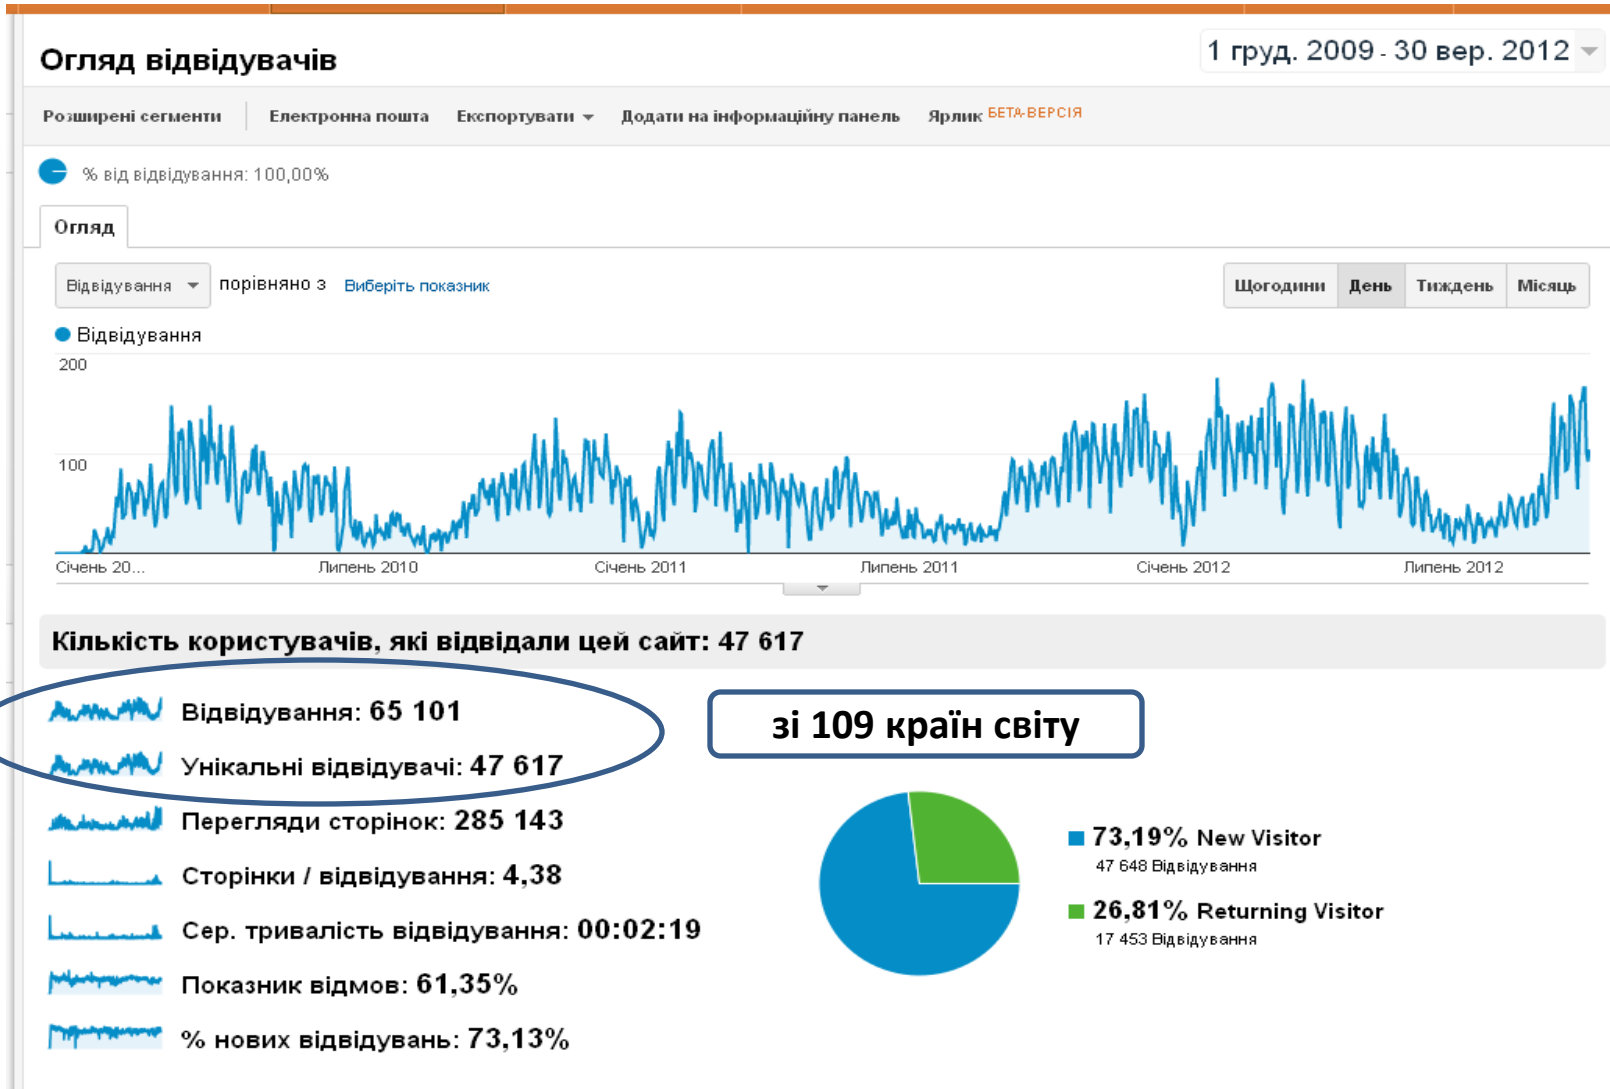 Огляд відвідувачів
1 груд. 2009 - 30 вер. 2012
Розширені сегменти Електронна пошта Експортувати Додати на інформаційну панель Ярлик БЕТА-ВЕРСІЯ
% від відвідування: 100,00%
Огляд
Відвідування порівняно з Виберіть показник
Щогодини День Тиждень Місяць
Відвідування
200
100
Січень 20... Липень 2010 Січень 2011 Липень 2011 Січень 2012 Липень 2012
Кількість користувачів, які відвідали цей сайт: 47 617
Відвідування: 65 101
Унікальні відвідувачі: 47 617
Перегляди сторінок: 285 143
Сторінки / відвідування: 4,38
Сер. тривалість відвідування: 00:02:19
Показник відмов: 61,35%
% нових відвідувань: 73,13%
зі 109 країн світу
73,19% New Visitor
47 648 Відвідування
26,81% Returning Visitor
17 453 Відвідування